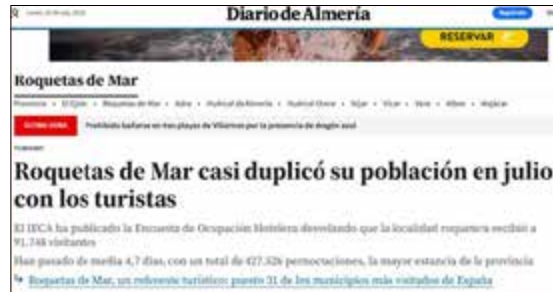 Diario de Almería
RESERVAR
Roquetas de Mar
Provincia • El Ejido • Roquetas de Mar • Adra • Huércal de Almería • Huércal Overa • Níjar • Vícar • Vera • Albox • Mojácar
ÚLTIMA HORA Prohibido bañarse en tres playas de Villaricos por la presencia de dragón azul
TURISMO
Roquetas de Mar casi duplicó su población en julio
con los turistas
El IECA ha publicado la Encuesta de Ocupación Hotelera desvelando que la localidad roquetera recibió a
91.748 visitantes
Han pasado de media 4,7 días, con un total de 427.326 pernoctaciones, la mayor estancia de la provincia
Roquetas de Mar, un referente turístico: puesto 31 de los municipios más visitados de España